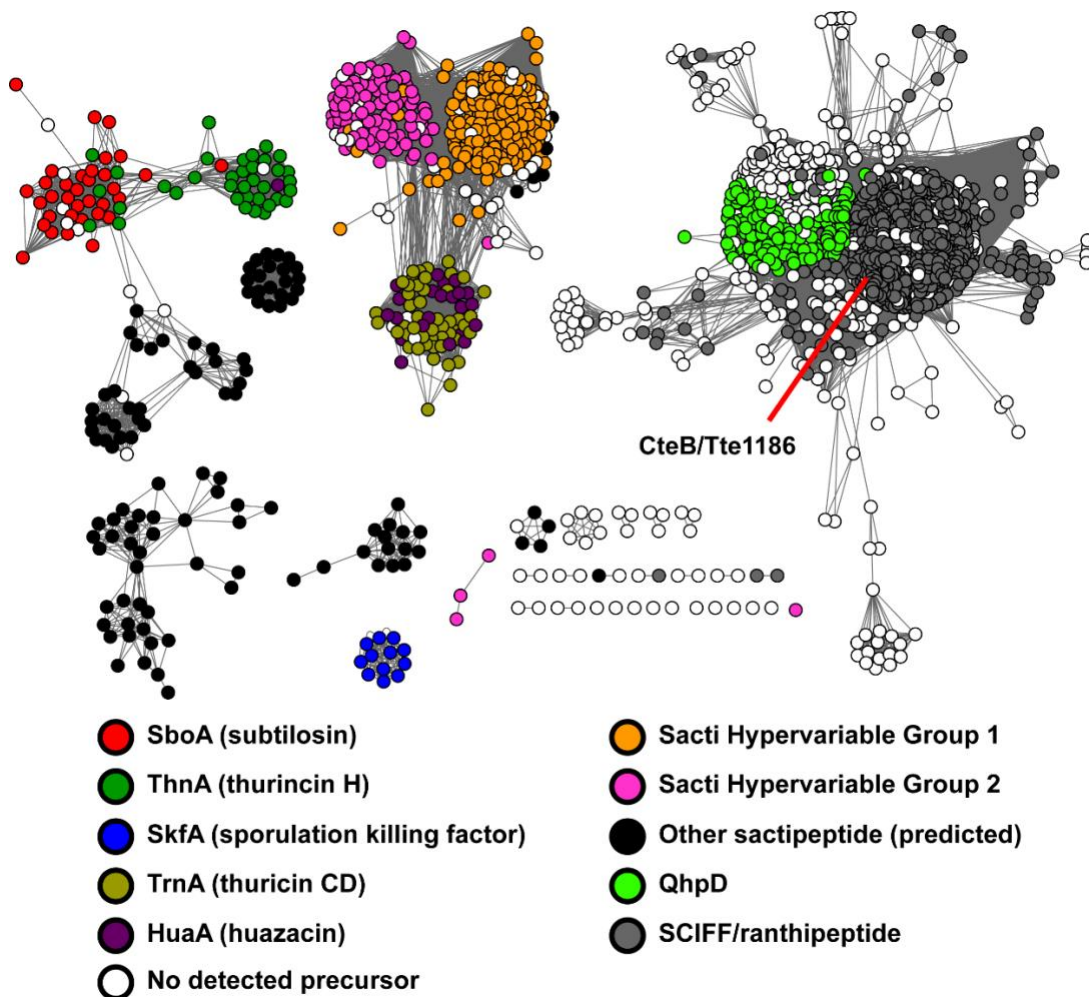 CteB/Tte1186
SboA (subtilosin)
ThnA (thurincin H)
SkfA (sporulation killing factor)
TrnA (thuricin CD)
HuaA (huazacin)
No detected precursor
Sacti Hypervariable Group 1
Sacti Hypervariable Group 2
Other sactipeptide (predicted)
QhpD
SCIFF/ranthipeptide